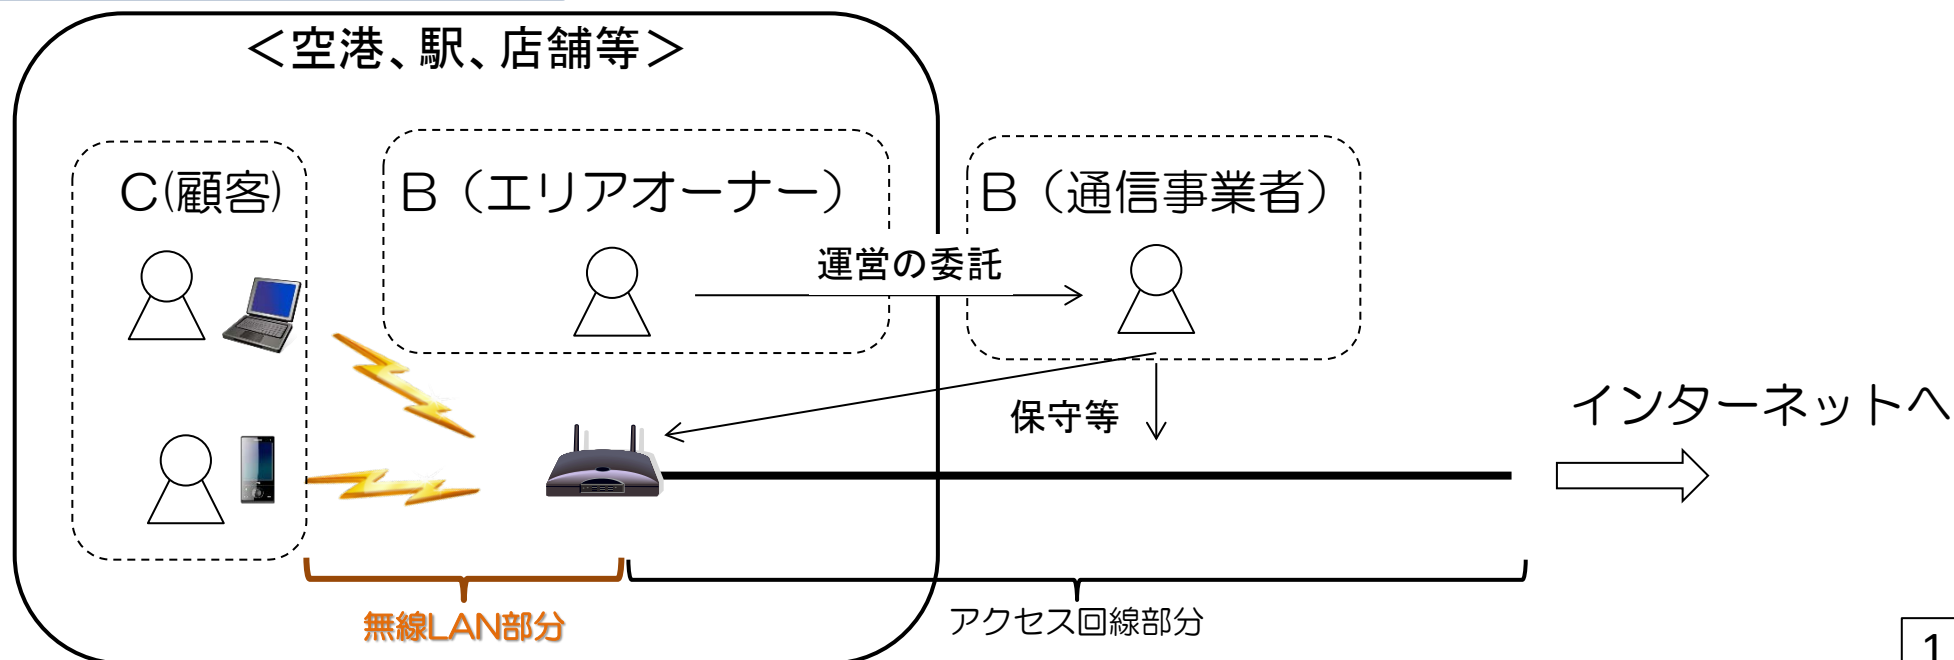 ＜空港、駅、店舗等＞
C(顧客)
B（エリアオーナー）
B（通信事業者）
運営の委託
保守等
インターネットへ
無線LAN部分
アクセス回線部分
1